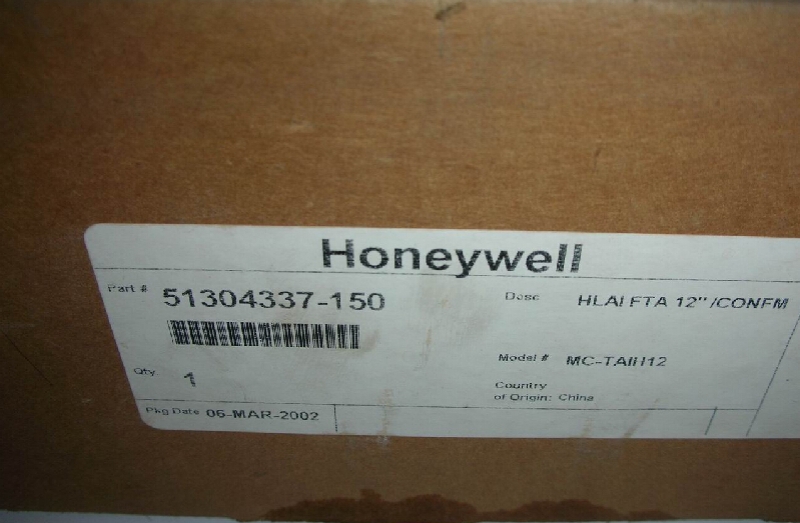 Honeywell
Part # 51304337-150 Desc HLAI FTA 12"/CONFM
Model # MC-TAIH12
Qty 1
Country
of Origin: China
Pkg Date 06-MAR-2002